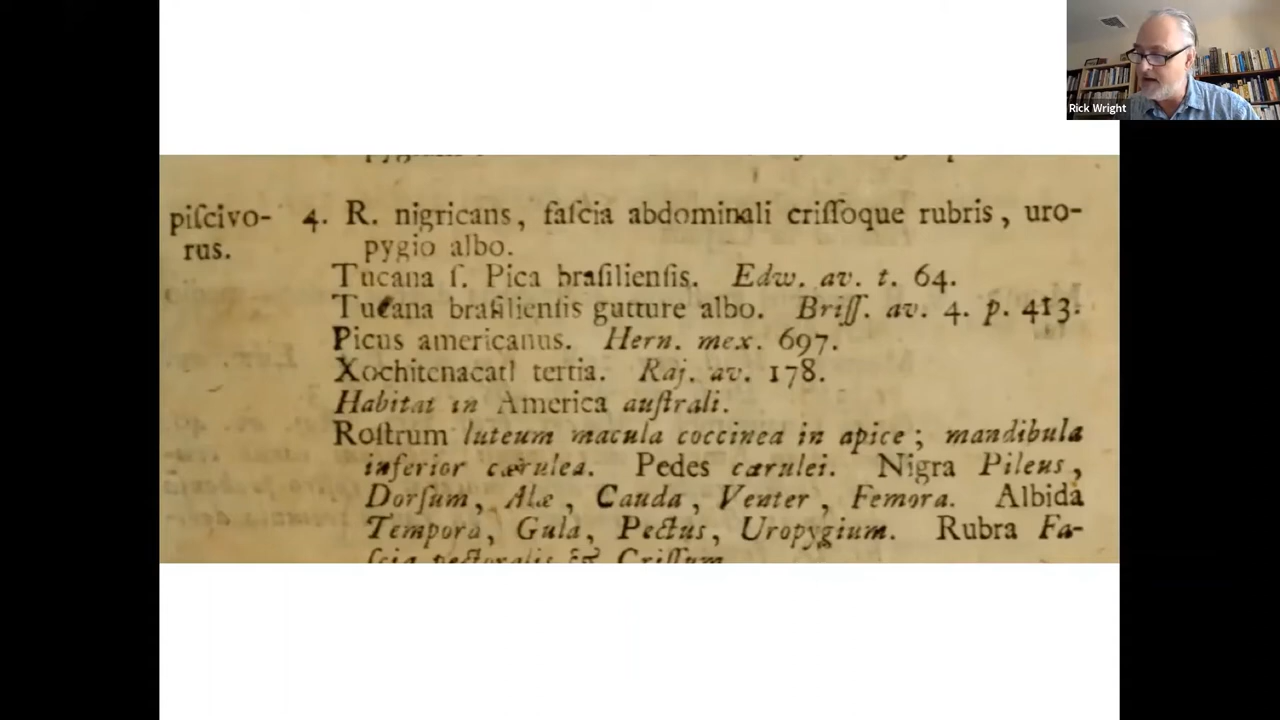 Rick Wright
piſcivo- 4. R. nigricans, faſcia abdominali criſſoque rubris, uro-
rus. pygio albo.
Tucana ſ. Pica braſilienſis. Edw. av. t. 64.
Tucana braſilienſis gutture albo. Briſſ. av. 4. p. 413.
Picus americanus. Hern. mex. 697.
Xochitenacatl tertia. Raj. av. 178.
Habitat in America auſtrali.
Roſtrum luteum macula coccinea in apice; mandibula
inferior cærulea. Pedes cærulei. Nigra Pileus,
Dorſum, Alæ, Cauda, Venter, Femora. Albida
Tempora, Gula, Pectus, Uropygium. Rubra Fa-
ſcia pectoralis & Criſſum